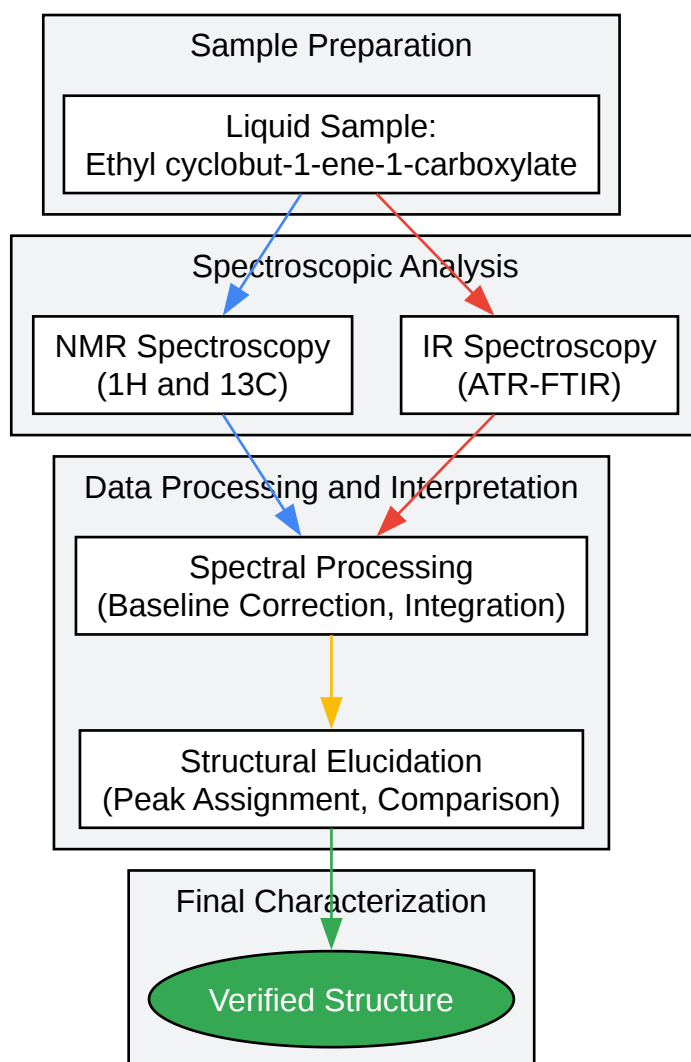 Sample Preparation
Liquid Sample:
Ethyl cyclobut-1-ene-1-carboxylate
Spectroscopic Analysis
NMR Spectroscopy
(1H and 13C)
IR Spectroscopy
(ATR-FTIR)
Data Processing and Interpretation
Spectral Processing
(Baseline Correction, Integration)
Structural Elucidation
(Peak Assignment, Comparison)
Final Characterization
Verified Structure